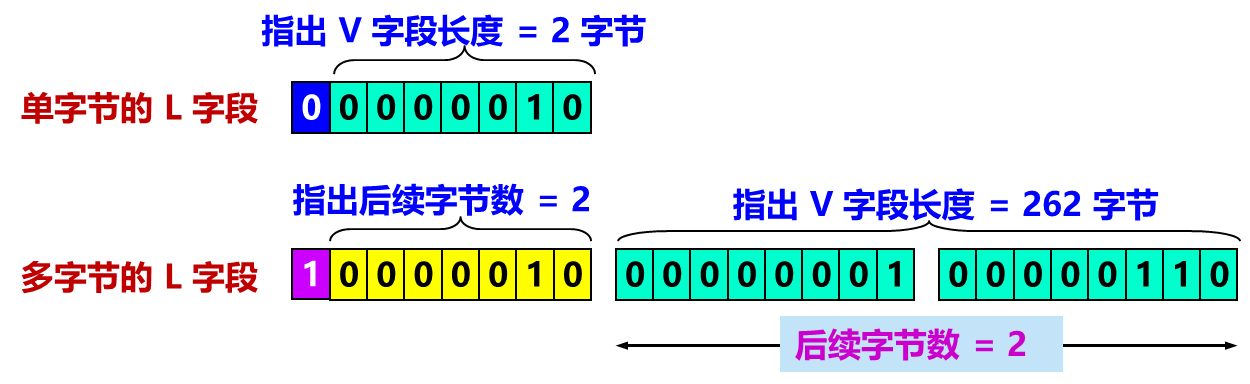 指出 V 字段长度 = 2 字节
单字节的 L 字段 0 0 0 0 0 0 1 0
指出后续字节数 = 2 指出 V 字段长度 = 262 字节
多字节的 L 字段 1 0 0 0 0 0 1 0 0 0 0 0 0 0 0 1 0 0 0 0 0 1 1 0
后续字节数 = 2